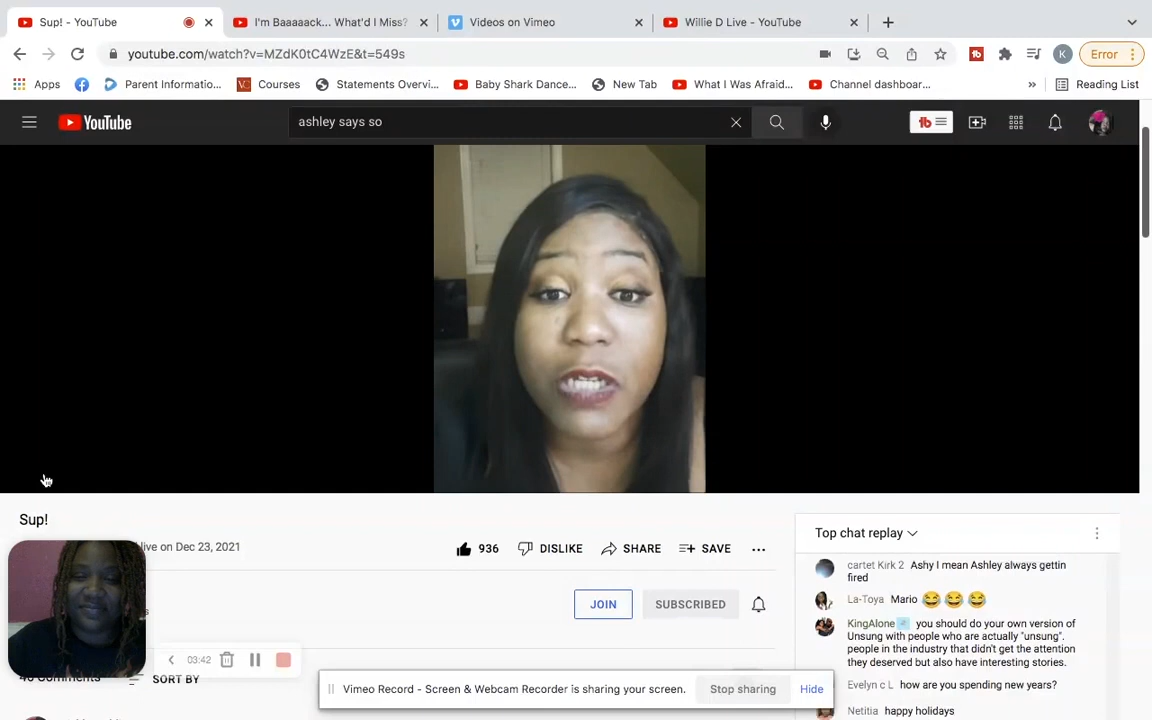 Sup! - YouTube
I'm Baaaaack... What'd I Miss?
Videos on Vimeo
Willie D Live - YouTube
youtube.com/watch?v=MZdK0tC4WzE&t=549s
K
Error
Apps
Parent Informatio...
VC
Courses
Statements Overvi...
Baby Shark Dance...
New Tab
What I Was Afraid...
Channel dashboar...
»
Reading List
YouTube
ashley says so
tb
Sup!
live on Dec 23, 2021
936
DISLIKE
SHARE
SAVE
JOIN
SUBSCRIBED
Top chat replay
cartet Kirk 2 Ashy I mean Ashley always gettin
fired
La-Toya Mario 😂😂😂
KingAlone you should do your own version of
Unsung with people who are actually "unsung".
people in the industry that didn't get the attention
they deserved but also have interesting stories.
Evelyn c L how are you spending new years?
Netitia happy holidays
03:42
SORT BY
Vimeo Record - Screen & Webcam Recorder is sharing your screen.
Stop sharing
Hide